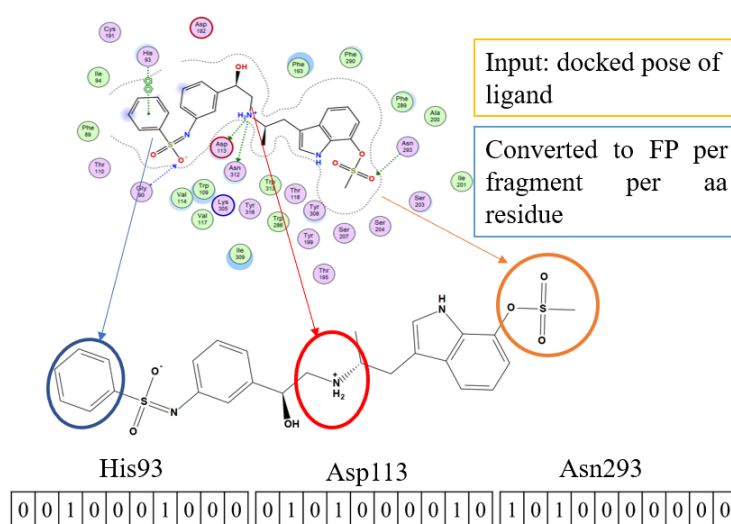 Asp
182
Cys
191
His
93
Phe
290
Phe
193
OH
Ile
94
Phe
289
Ala
200
H₂N⁺
N
S
O
O⁻
Phe
89
Asp
113
Asn
293
NH
O
S
O
O
Thr
110
Gly
90
Asn
312
Ile
201
Val
114
Trp
109
Trp
313
Thr
118
Lys
305
Tyr
316
Tyr
308
Ser
203
Val
117
Trp
286
Tyr
199
Ser
207
Ser
204
Ile
309
Thr
195
Input: docked pose of
ligand
Converted to FP per
fragment per aa
residue
O
O
S
O
H
N
O⁻
S
O
N
OH
N⁺
H₂
His93 Asp113 Asn293
0 0 1 0 0 0 1 0 0 0 0 1 0 1 1 0 0 0 1 0 1 0 1 0 0 0 0 0 0 0